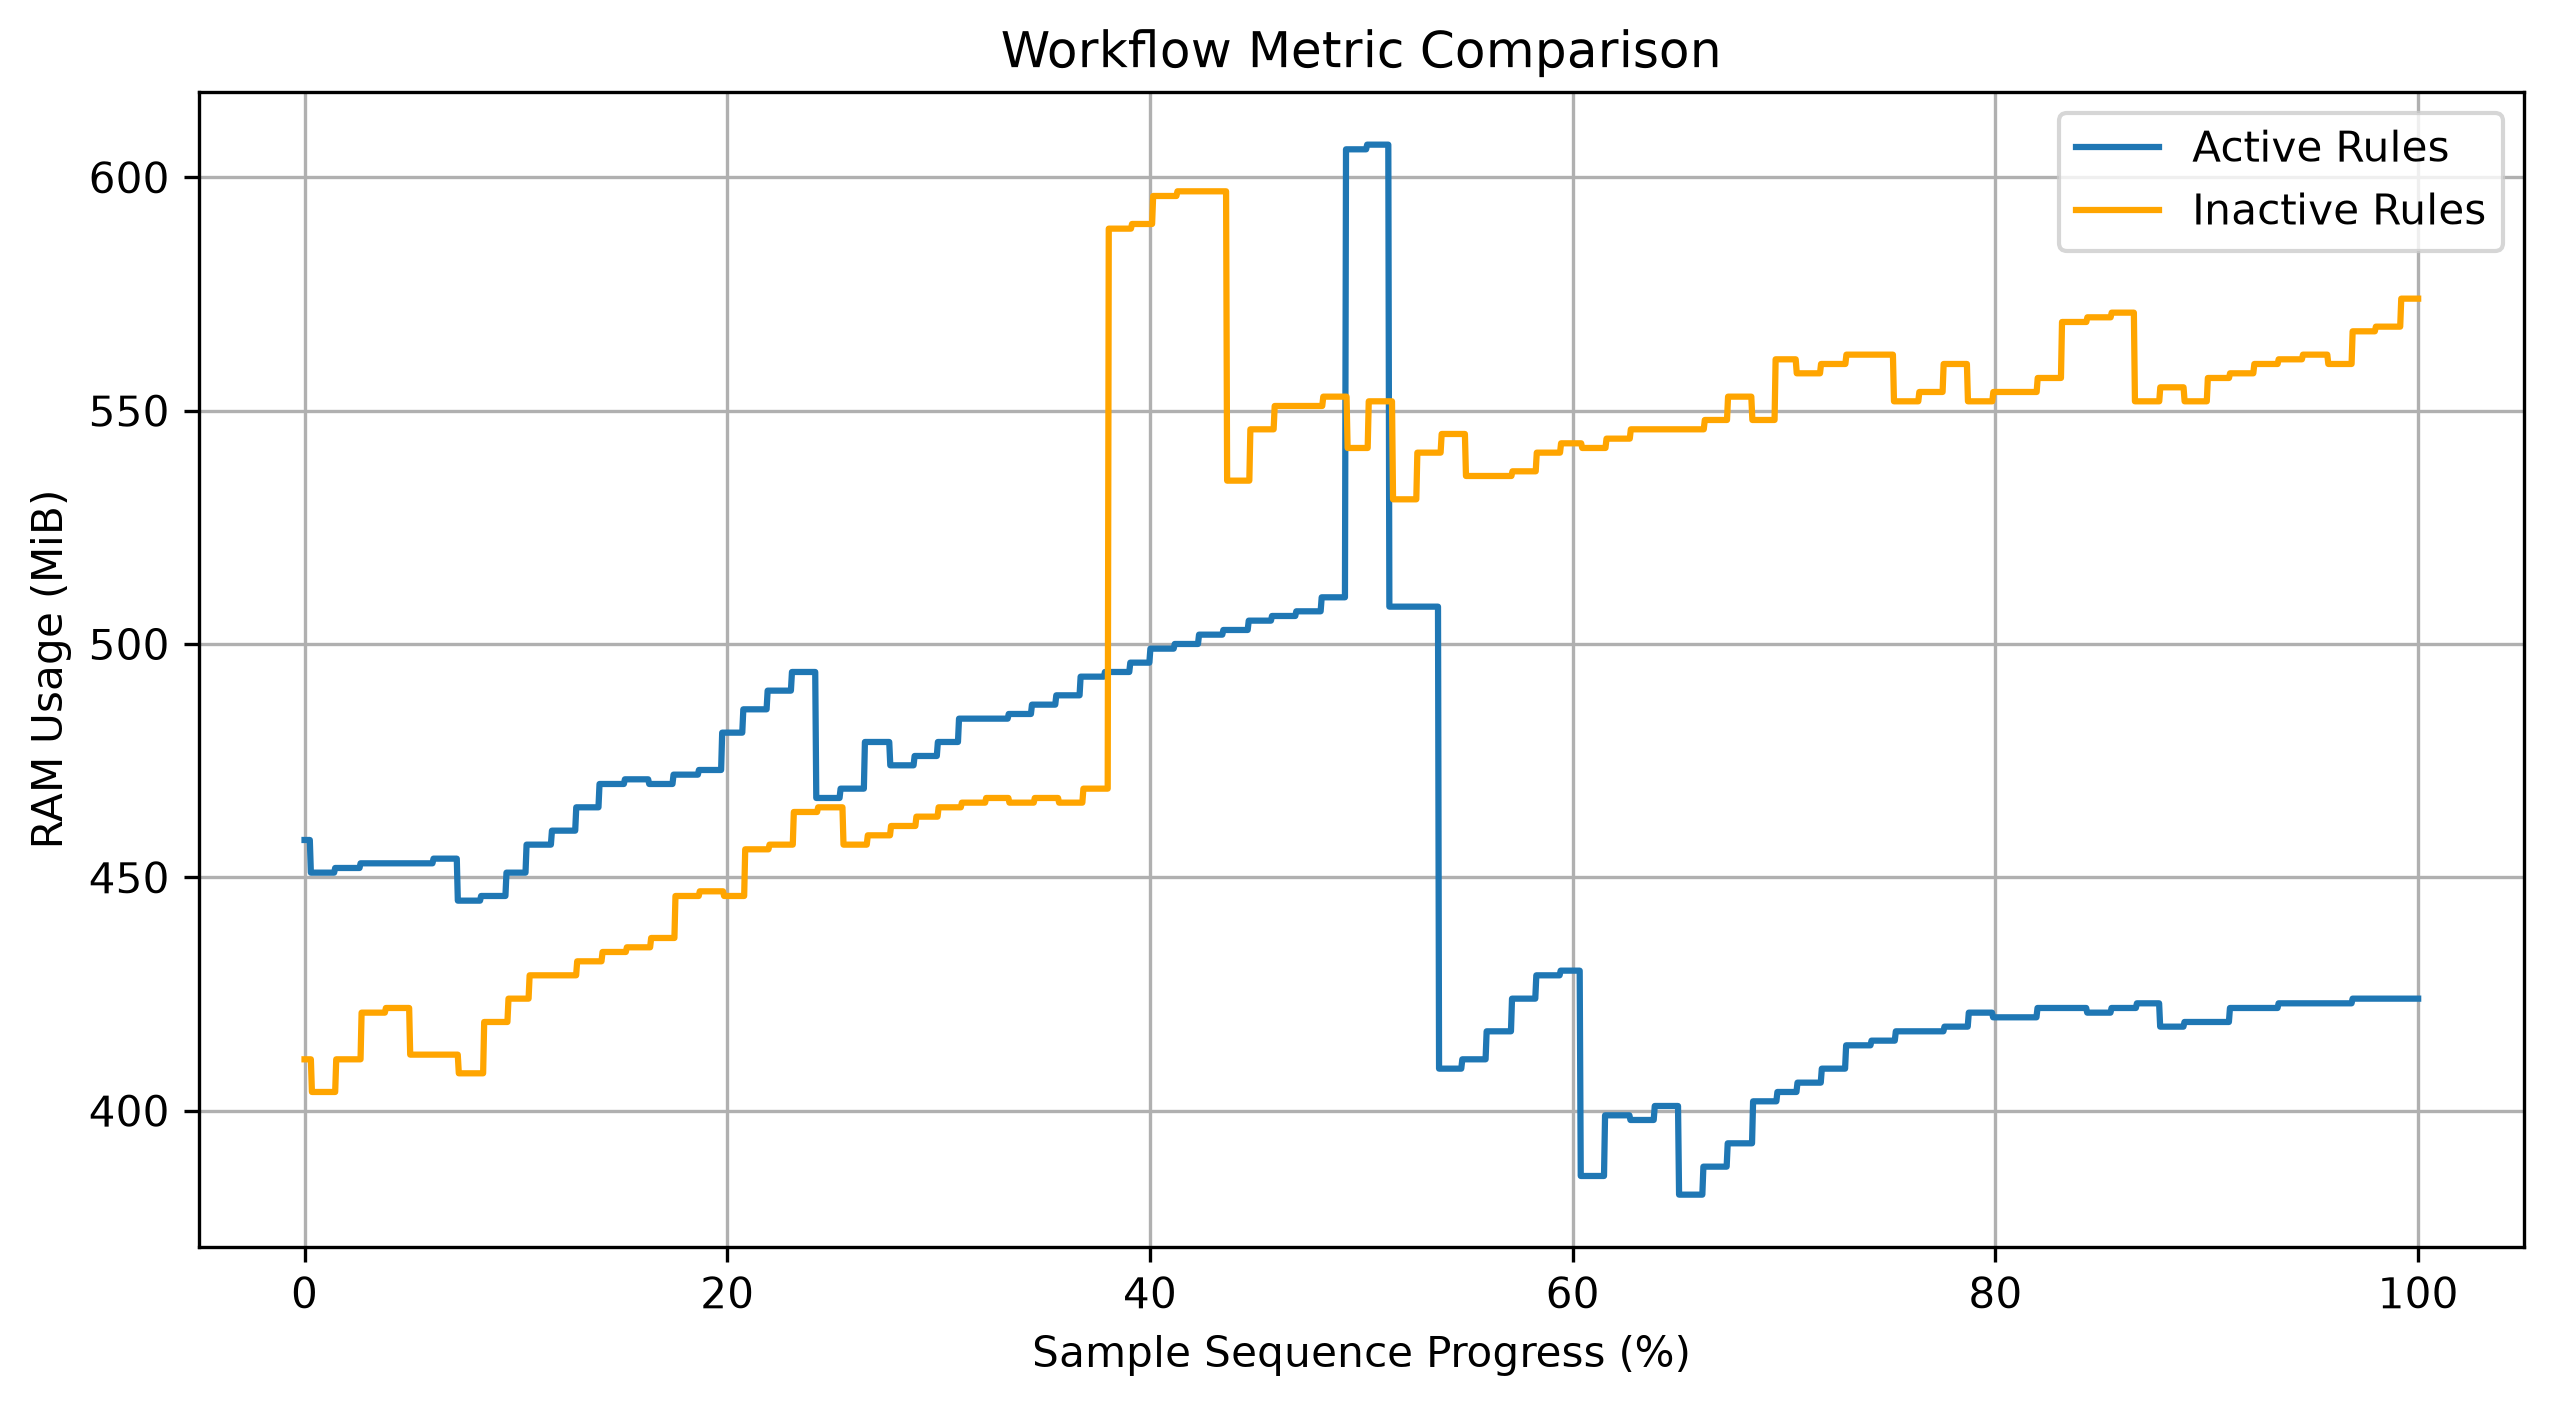 Workflow Metric Comparison
Active Rules
Inactive Rules
RAM Usage (MiB)
600
550
500
450
400
0 20 40 60 80 100
Sample Sequence Progress (%)